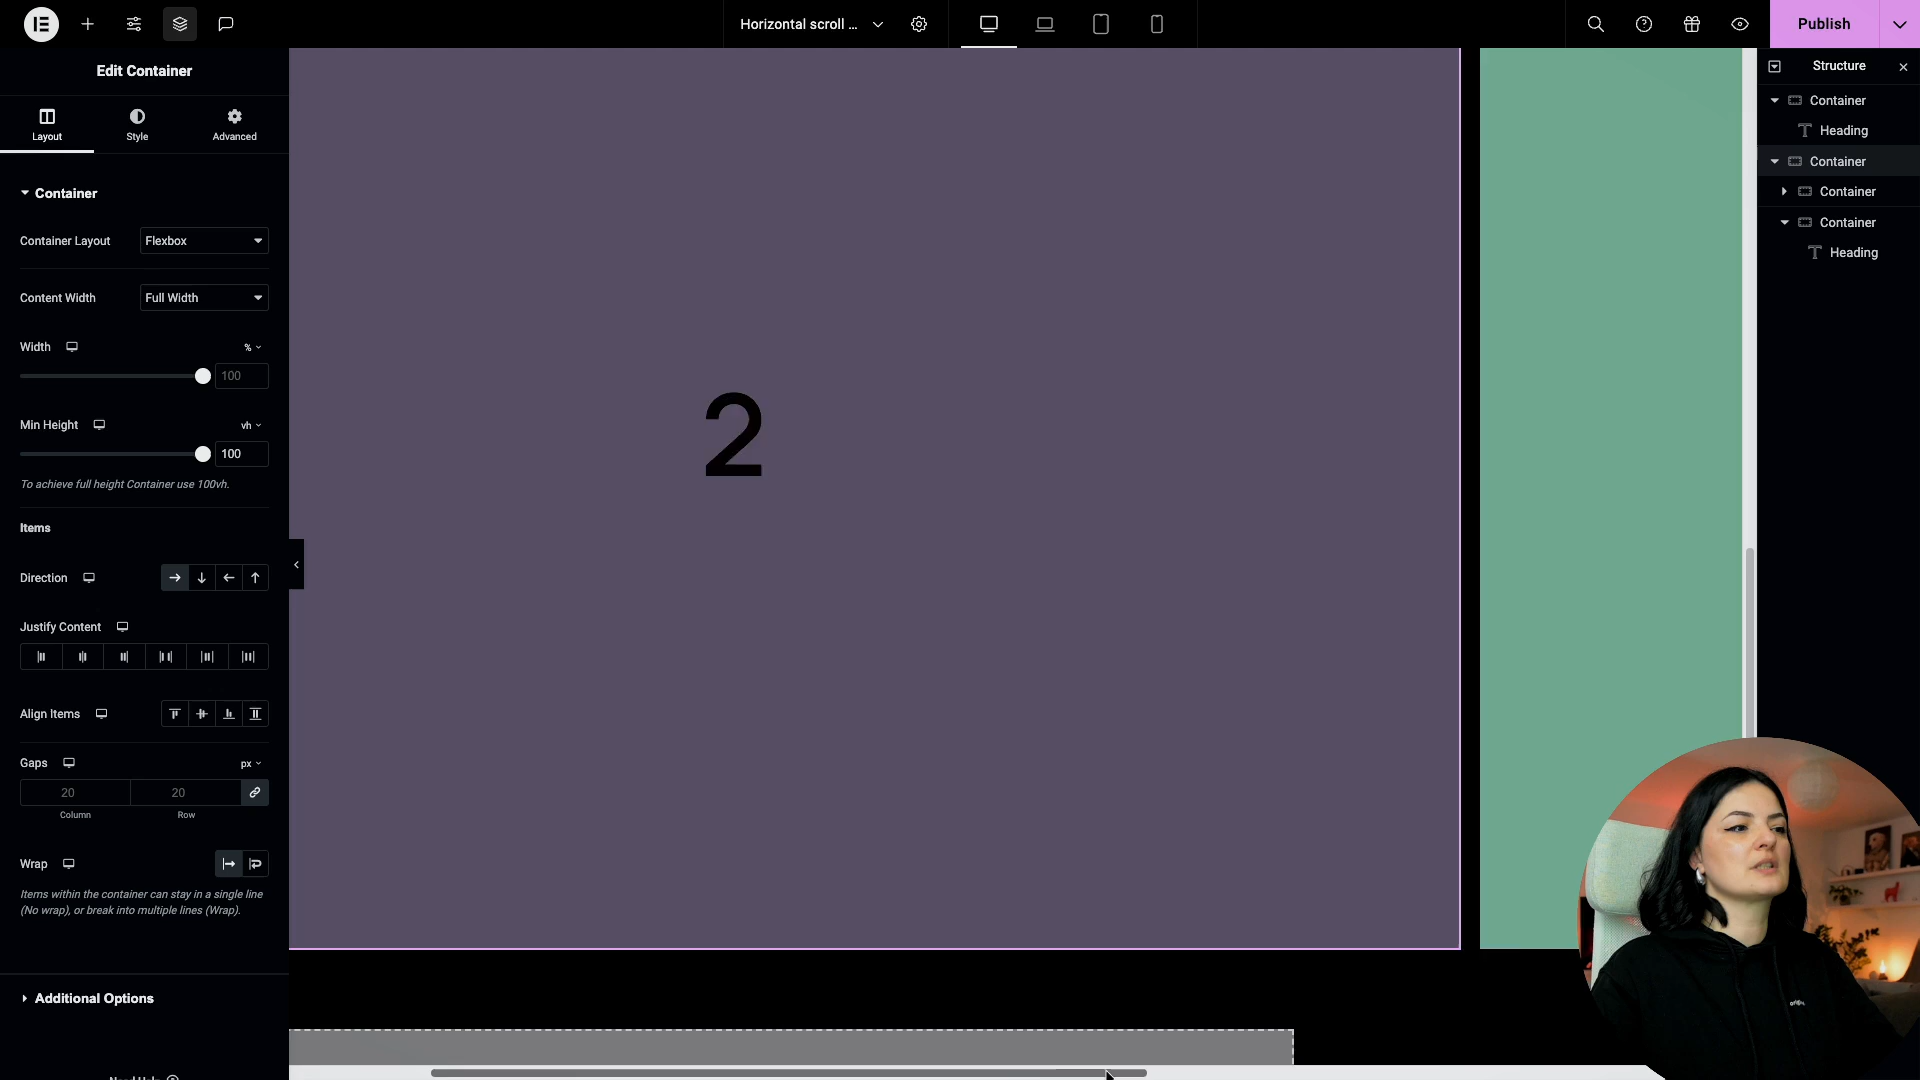 Horizontal scroll ...
Publish
Edit Container
Layout
Style
Advanced
Container
Container Layout
Flexbox
Content Width
Full Width
Width
%
100
Min Height
vh
100
To achieve full height Container use 100vh.
Items
Direction
Justify Content
Align Items
Gaps
px
20
20
Column
Row
Wrap
Items within the container can stay in a single line
(No wrap), or break into multiple lines (Wrap).
Additional Options
2
Structure
Container
Heading
Container
Container
Container
Heading